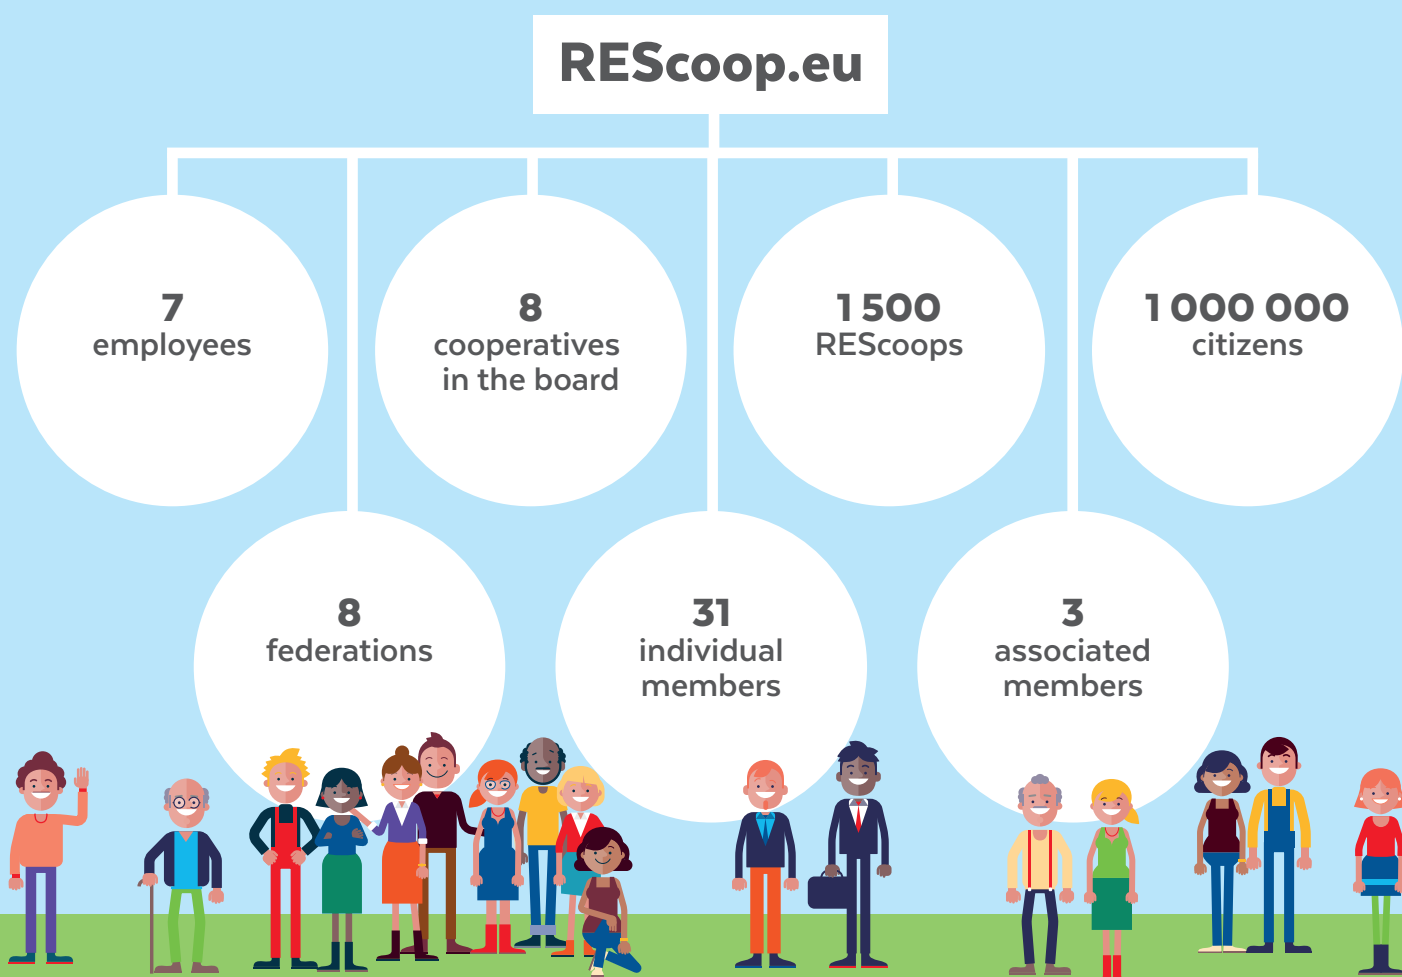 REScoop.eu
7
employees
8
cooperatives
in the board
1 500
REScoops
1 000 000
citizens
8
federations
31
individual
members
3
associated
members